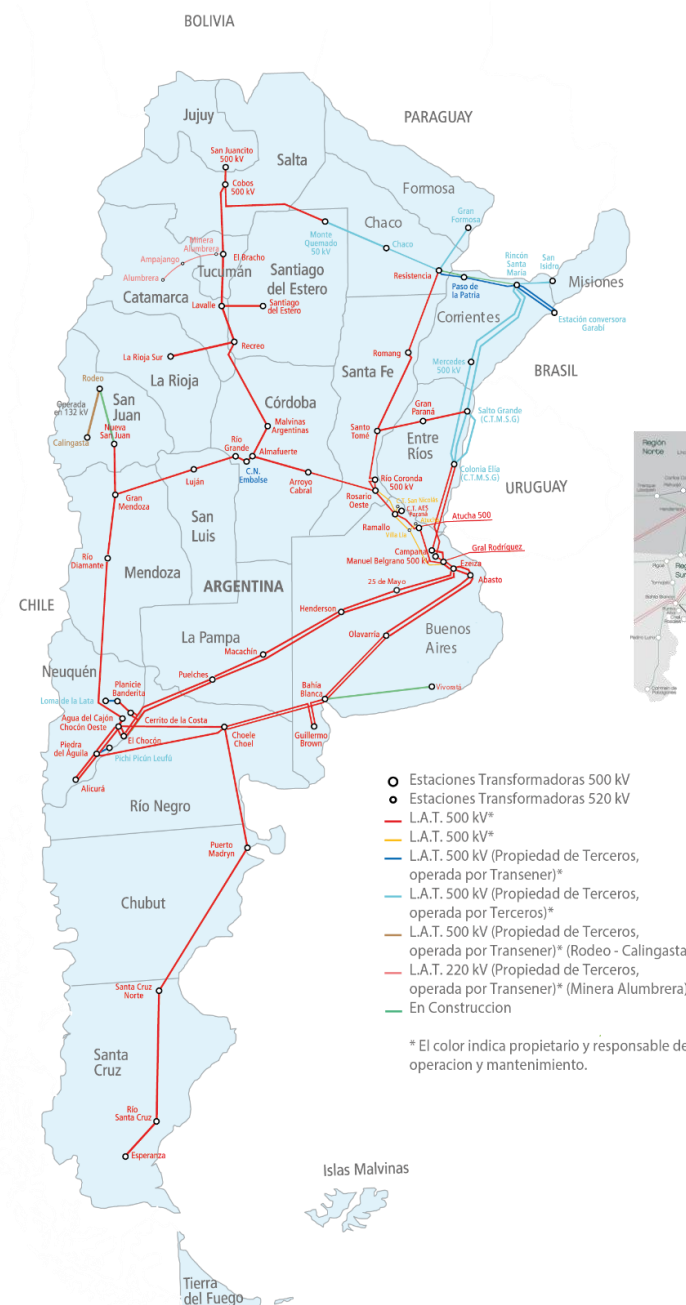 BOLIVIA
PARAGUAY
Jujuy
San Juancito
500 kV
Salta
Cobos
500 kV
Formosa
Gran
Formosa
Chaco
Monte
Quemado
50 kV
Chaco
Minera
Alumbrera
Ampajango
El Bracho
Alumbrera
Tucumán
Santiago
del Estero
Resistencia
Rincón
Santa
María
San
Isidro
Misiones
Paso de
la Patria
Catamarca
Lavalle
Santiago
del Estero
Corrientes
Estación conversora
Garabí
Recreo
La Rioja Sur
Romang
Mercedes
500 kV
BRASIL
La Rioja
Santa Fe
Rodeo
Operada
en 132 kV
San
Juan
Córdoba
Gran
Paraná
Salto Grande
(C.T.M.S.G)
Calingasta
Nueva
San Juan
Malvinas
Argentinas
Santo
Tomé
Entre
Ríos
Río
Grande
Almafuerte
C.N.
Embalse
Colonia Elía
(C.T.M.S.G)
Luján
Arroyo
Cabral
Río Coronda
500 kV
Rosario
Oeste
URUGUAY
Gran
Mendoza
San
Luis
C.T. AES
Paraná
Ramallo
Atucha 500
Villa Lía
Río
Diamante
Mendoza
Campana
Gral Rodríguez
Manuel Belgrano 500 kV
Ezeiza
Abasto
ARGENTINA
25 de Mayo
CHILE
Henderson
La Pampa
Olavarría
Buenos
Aires
Macachín
Neuquén
Puelches
Planicie
Banderita
Loma de la Lata
Bahía
Blanca
Vivoratá
Agua del Cajón
Chocón Oeste
Cerrito de la Costa
El Chocón
Piedra
del Águila
Choele
Choel
Guillermo
Brown
Pichi Picún Leufú
Alicurá
Río Negro
Puerto
Madryn
Chubut
Santa Cruz
Norte
Santa
Cruz
Río
Santa Cruz
Esperanza
Islas Malvinas
Tierra
del Fuego
Región
Norte
Henderson
Olavarría
Estaciones Transformadoras 500 kV
Estaciones Transformadoras 520 kV
L.A.T. 500 kV*
L.A.T. 500 kV*
L.A.T. 500 kV (Propiedad de Terceros,
operada por Transener)*
L.A.T. 500 kV (Propiedad de Terceros,
operada por Terceros)*
L.A.T. 500 kV (Propiedad de Terceros,
operada por Transener)* (Rodeo - Calingasta
L.A.T. 220 kV (Propiedad de Terceros,
operada por Transener)* (Minera Alumbrera)
En Construccion
* El color indica propietario y responsable de
operacion y mantenimiento.